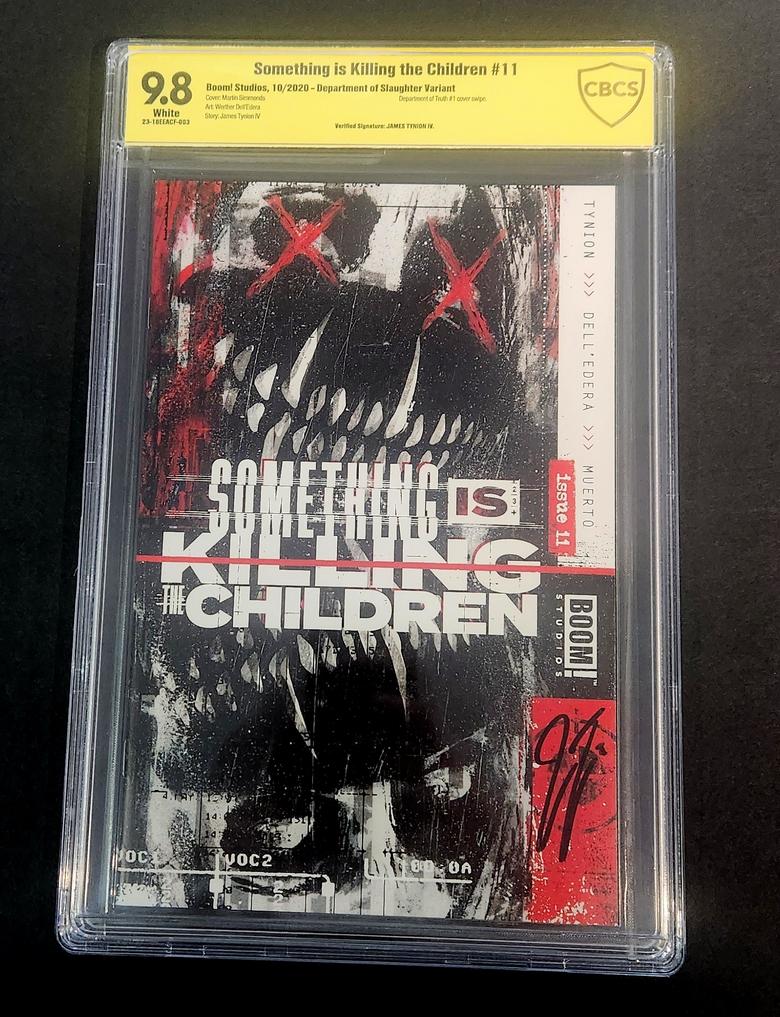 Something is Killing the Children #11
9.8
White
23-18EEACF-003
Boom! Studios, 10/2020 – Department of Slaughter Variant
Cover: Martin Simmonds
Art: Werther Dell'Edera
Story: James Tynion IV
Department of Truth #1 cover swipe.
Verified Signature: JAMES TYNION IV.
CBCS
TYNION >>> DELL'EDERA >>> MUERTO
issue 11
SOMETHING IS
KILLING
THE CHILDREN
BOOM!
STUDIOS
VOC2